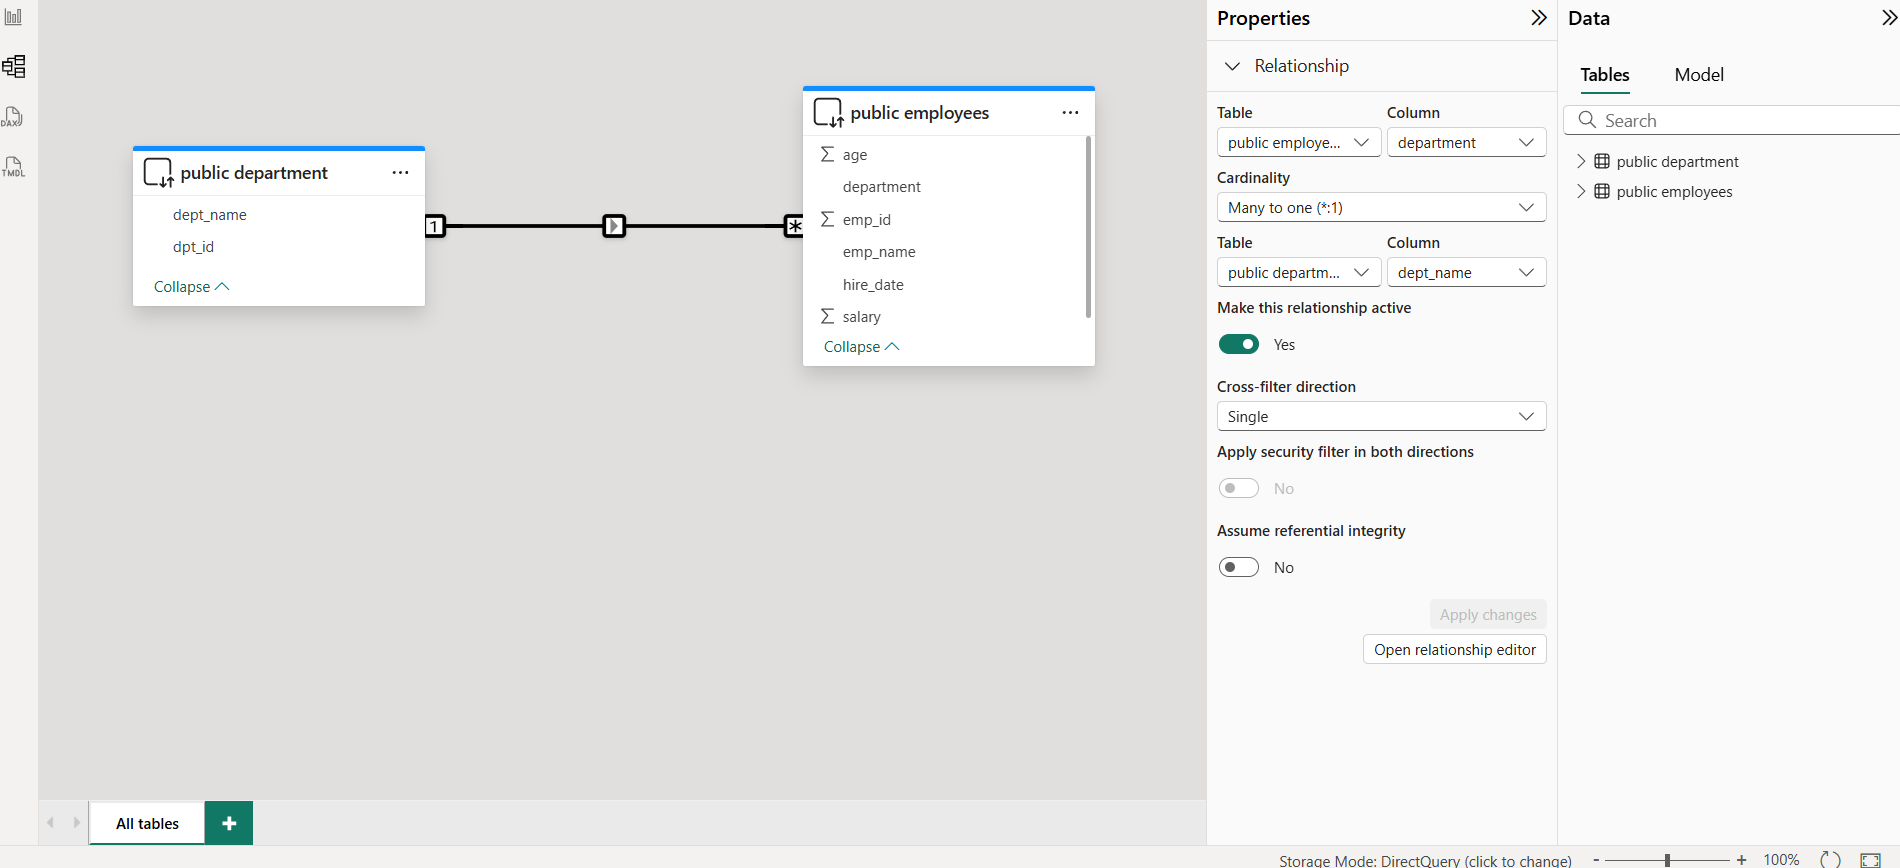 DAX
TMDL
public department
dept_name
dpt_id
Collapse
1
*
public employees
age
department
emp_id
emp_name
hire_date
salary
Collapse
All tables
+
Properties
Relationship
Table
Column
public employe...
department
Cardinality
Many to one (*:1)
Table
Column
public departm...
dept_name
Make this relationship active
Yes
Cross-filter direction
Single
Apply security filter in both directions
No
Assume referential integrity
No
Apply changes
Open relationship editor
Data
Tables
Model
Search
public department
public employees
Storage Mode: DirectQuery (click to change)
- + 100%